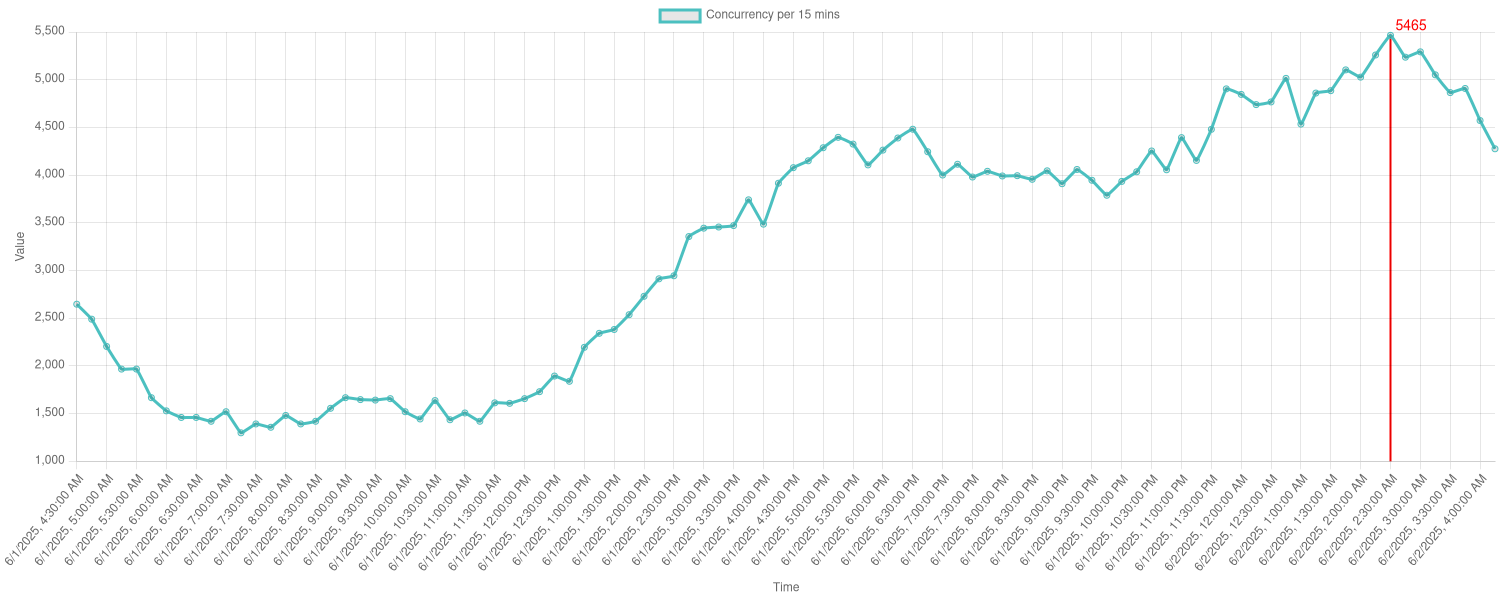 Concurrency per 15 mins
5465
5,500
5,000
4,500
4,000
3,500
3,000
2,500
2,000
1,500
1,000
Value
6/1/2025, 4:30:00 AM
6/1/2025, 5:00:00 AM
6/1/2025, 5:30:00 AM
6/1/2025, 6:00:00 AM
6/1/2025, 6:30:00 AM
6/1/2025, 7:00:00 AM
6/1/2025, 7:30:00 AM
6/1/2025, 8:00:00 AM
6/1/2025, 8:30:00 AM
6/1/2025, 9:00:00 AM
6/1/2025, 9:30:00 AM
6/1/2025, 10:00:00 AM
6/1/2025, 10:30:00 AM
6/1/2025, 11:00:00 AM
6/1/2025, 11:30:00 AM
6/1/2025, 12:00:00 PM
6/1/2025, 12:30:00 PM
6/1/2025, 1:00:00 PM
6/1/2025, 1:30:00 PM
6/1/2025, 2:00:00 PM
6/1/2025, 2:30:00 PM
6/1/2025, 3:00:00 PM
6/1/2025, 3:30:00 PM
6/1/2025, 4:00:00 PM
6/1/2025, 4:30:00 PM
6/1/2025, 5:00:00 PM
6/1/2025, 5:30:00 PM
6/1/2025, 6:00:00 PM
6/1/2025, 6:30:00 PM
6/1/2025, 7:00:00 PM
6/1/2025, 7:30:00 PM
6/1/2025, 8:00:00 PM
6/1/2025, 8:30:00 PM
6/1/2025, 9:00:00 PM
6/1/2025, 9:30:00 PM
6/1/2025, 10:00:00 PM
6/1/2025, 10:30:00 PM
6/1/2025, 11:00:00 PM
6/1/2025, 11:30:00 PM
6/2/2025, 12:00:00 AM
6/2/2025, 12:30:00 AM
6/2/2025, 1:00:00 AM
6/2/2025, 1:30:00 AM
6/2/2025, 2:00:00 AM
6/2/2025, 2:30:00 AM
6/2/2025, 3:00:00 AM
6/2/2025, 3:30:00 AM
6/2/2025, 4:00:00 AM
Time